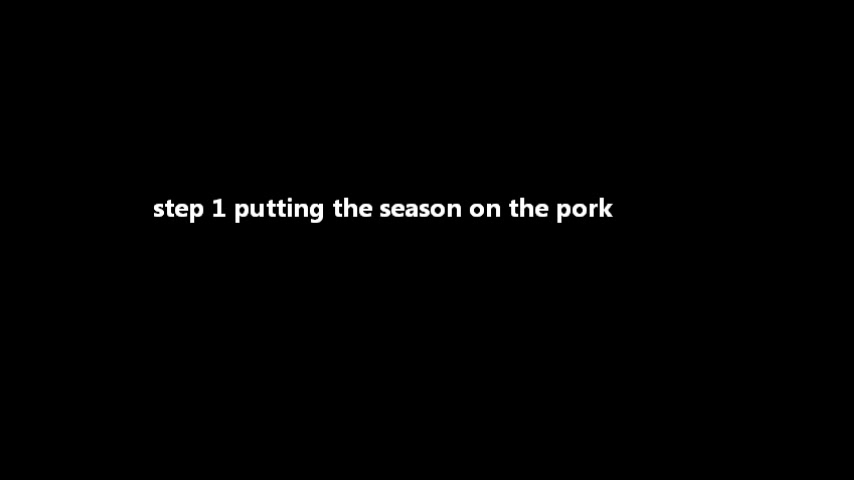 step 1 putting the season on the pork